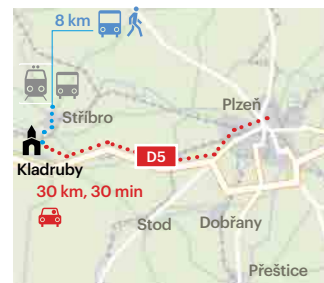 8 km
Stříbro
Plzeň
D5
Kladruby
30 km, 30 min
Stod
Dobřany
Přeštice